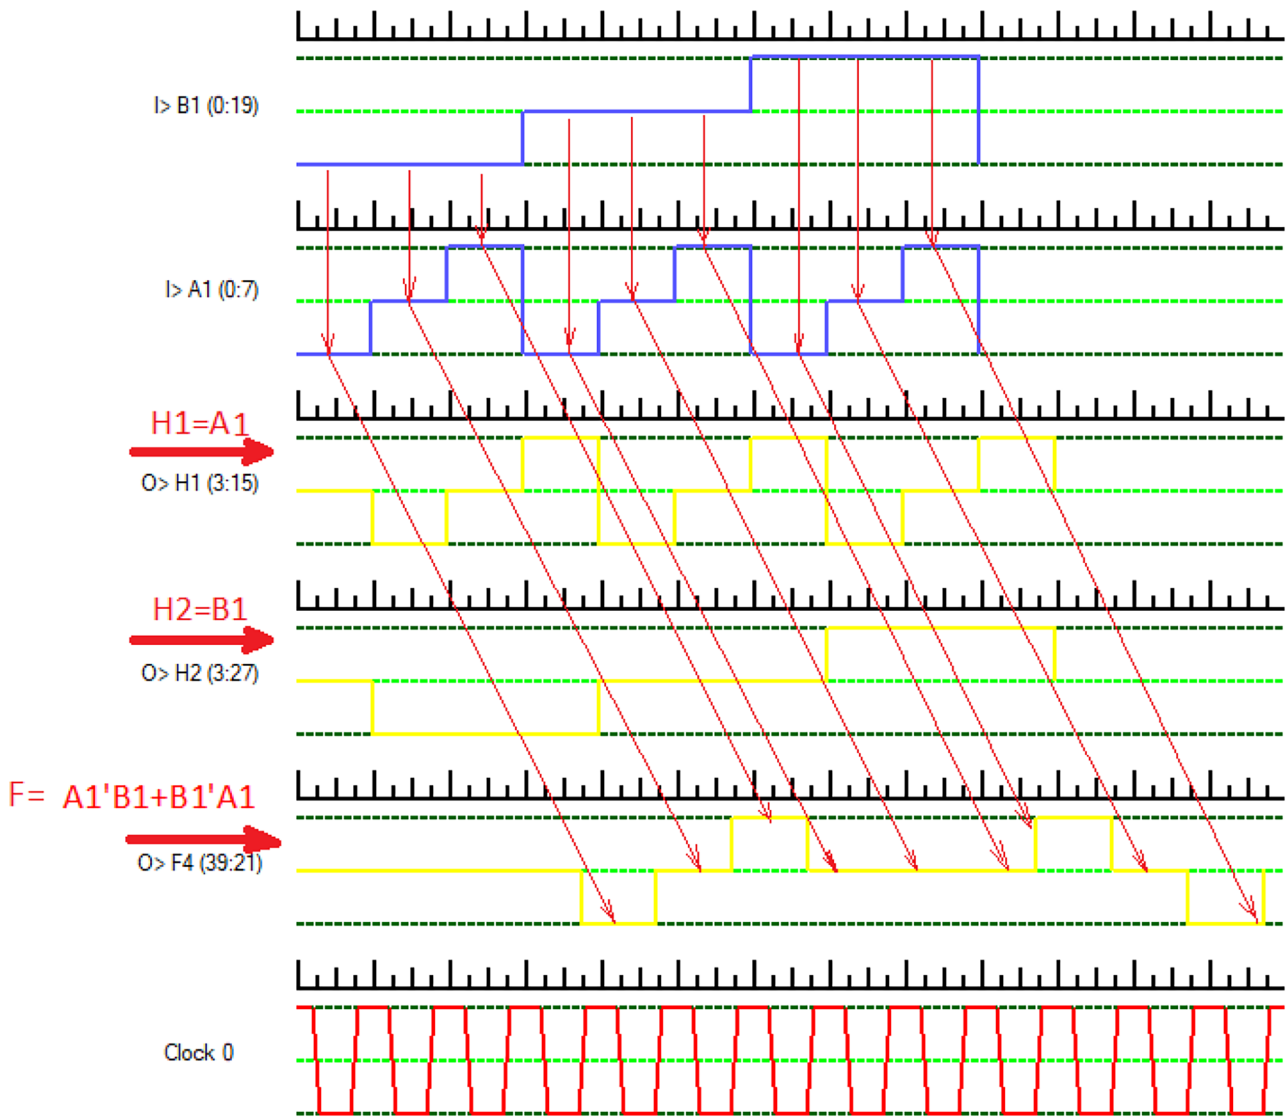 I> B1 (0:19)
I> A1 (0:7)
H1=A1
O> H1 (3:15)
H2=B1
O> H2 (3:27)
F= A1'B1+B1'A1
O> F4 (39:21)
Clock 0